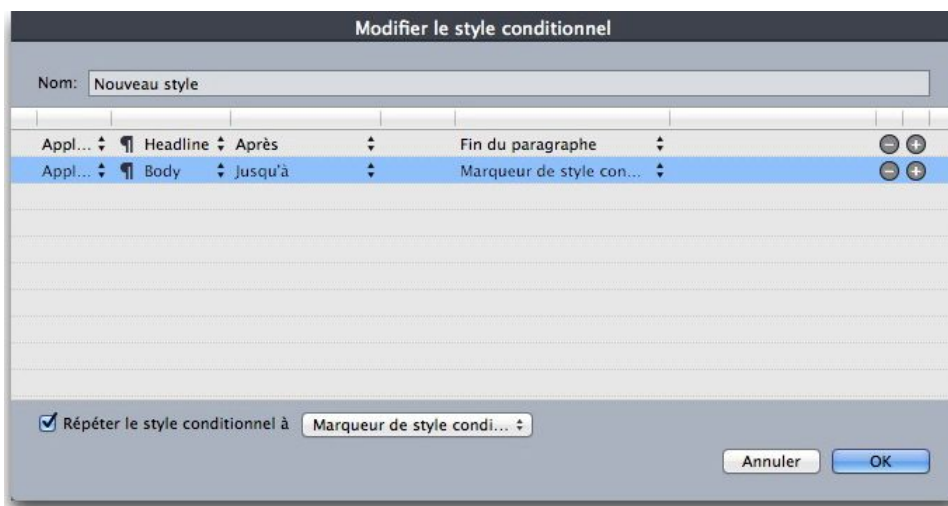 Modifier le style conditionnel
Nom: Nouveau style
Appl... ¶ Headline Après Fin du paragraphe
Appl... ¶ Body Jusqu'à Marqueur de style con...
Répéter le style conditionnel à Marqueur de style condi...
Annuler OK